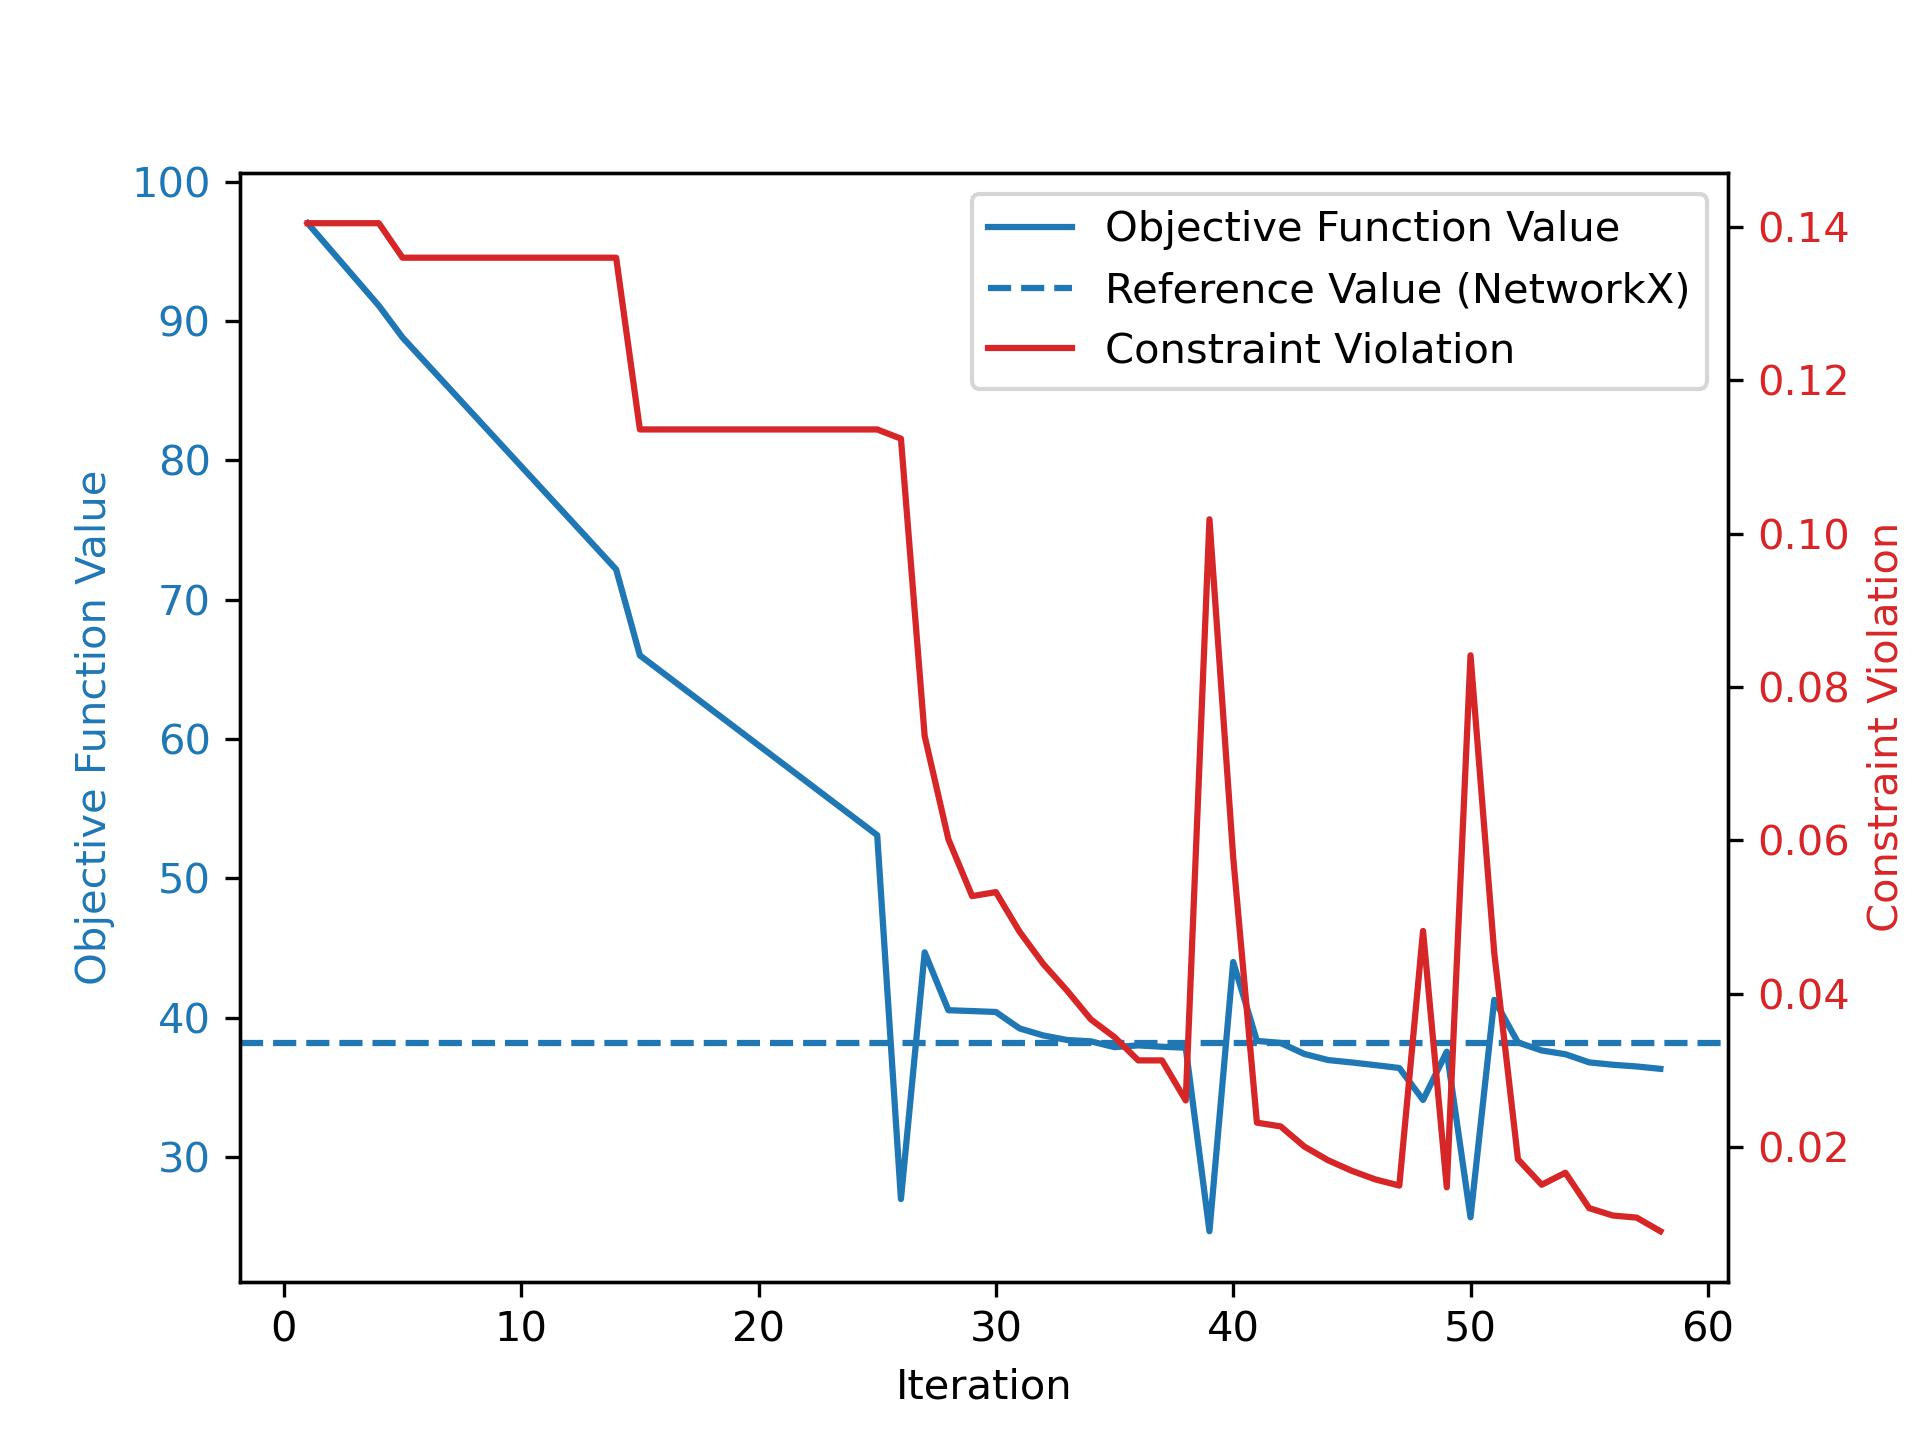 Objective Function Value
Reference Value (NetworkX)
Constraint Violation
100
90
80
70
60
50
40
30
Objective Function Value
0.14
0.12
0.10
0.08
0.06
0.04
0.02
Constraint Violation
0 10 20 30 40 50 60
Iteration